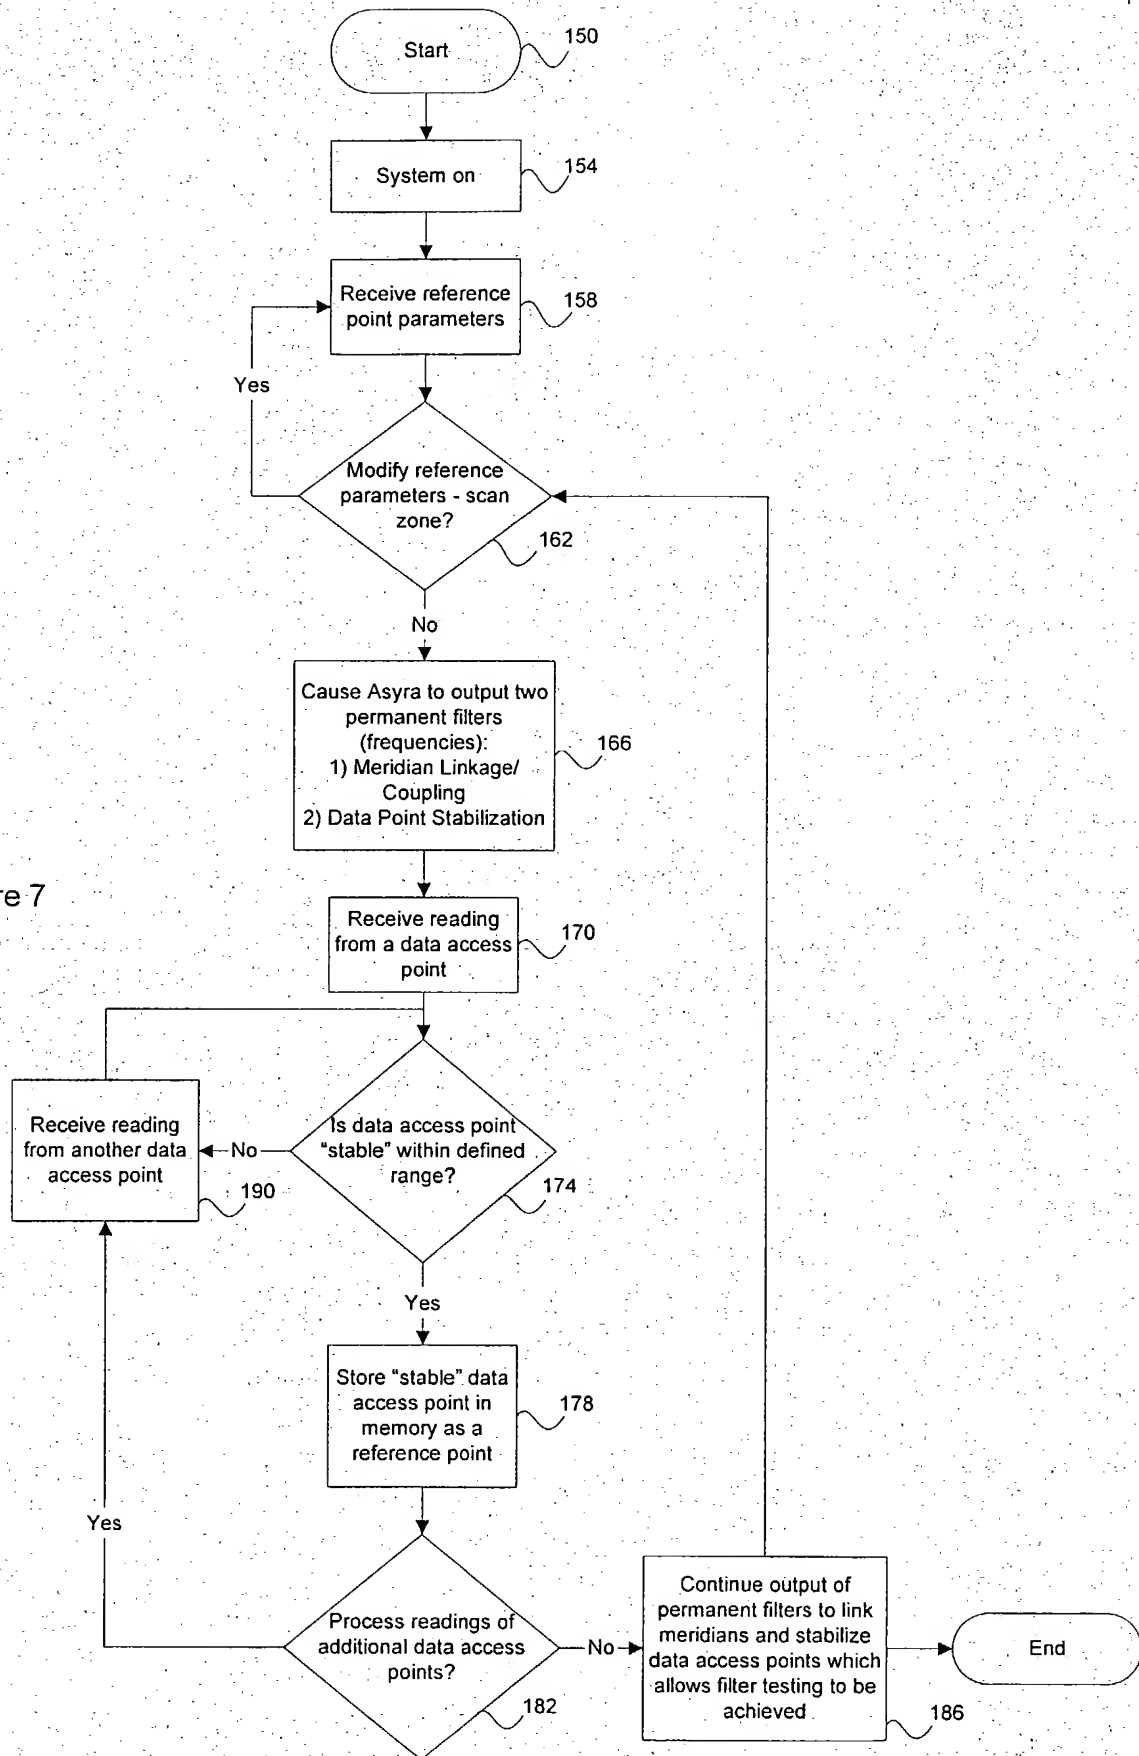 Start
150
System on
154
Receive reference
point parameters
158
Yes
Modify reference
parameters - scan
zone?
162
No
Cause Asyra to output two
permanent filters
(frequencies):
1) Meridian Linkage/
Coupling
2) Data Point Stabilization
166
re 7
Receive reading
from a data access
point
170
Receive reading
from another data
access point
190
No
Is data access point
"stable" within defined
range?
174
Yes
Store "stable" data
access point in
memory as a
reference point
178
Yes
Process readings of
additional data access
points?
182
No
Continue output of
permanent filters to link
meridians and stabilize
data access points which
allows filter testing to be
achieved
186
End